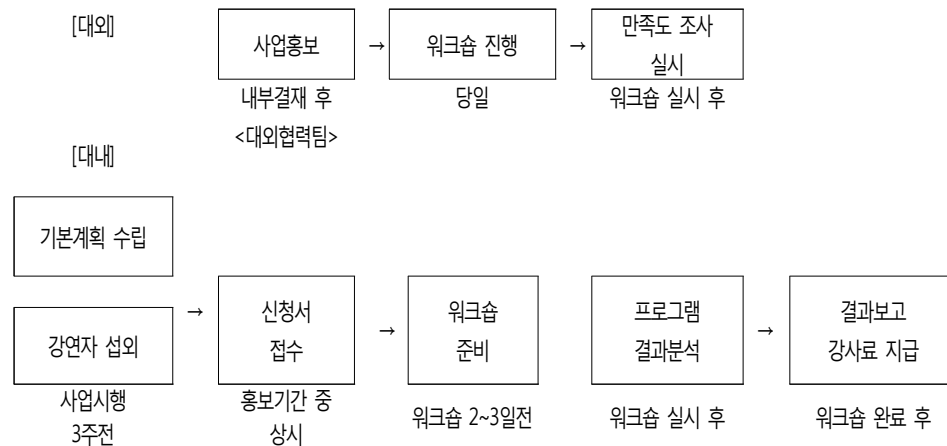 [대외]
사업홍보 → 워크숍 진행 → 만족도 조사
실시
내부결재 후 당일 워크숍 실시 후
<대외협력팀>
[대내]
기본계획 수립
강연자 섭외 → 신청서 접수 → 워크숍 준비 프로그램 결과분석 → 결과보고 강사료 지급
사업시행 3주전
홍보기간 중 상시
워크숍 2~3일전
워크숍 실시 후
워크숍 완료 후